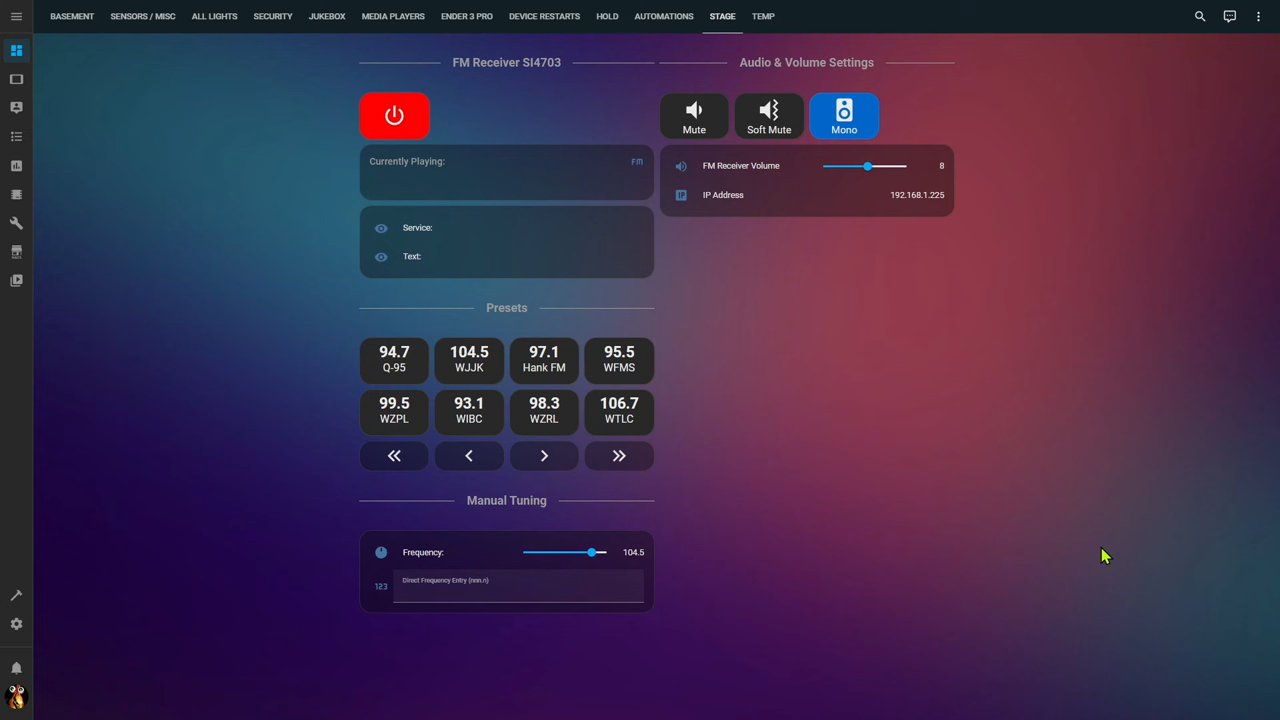 BASEMENT SENSORS / MISC ALL LIGHTS SECURITY JUKEBOX MEDIA PLAYERS ENDER 3 PRO DEVICE RESTARTS HOLD AUTOMATIONS STAGE TEMP
FM Receiver SI4703
Currently Playing: FM
Service:
Text:
Presets
94.7 104.5 97.1 95.5
Q-95 WJJK Hank FM WFMS
99.5 93.1 98.3 106.7
WZPL WIBC WZRL WTLC
Manual Tuning
Frequency: 104.5
123 Direct Frequency Entry (nnn.n)
Audio & Volume Settings
Mute Soft Mute Mono
FM Receiver Volume 8
IP IP Address 192.168.1.225